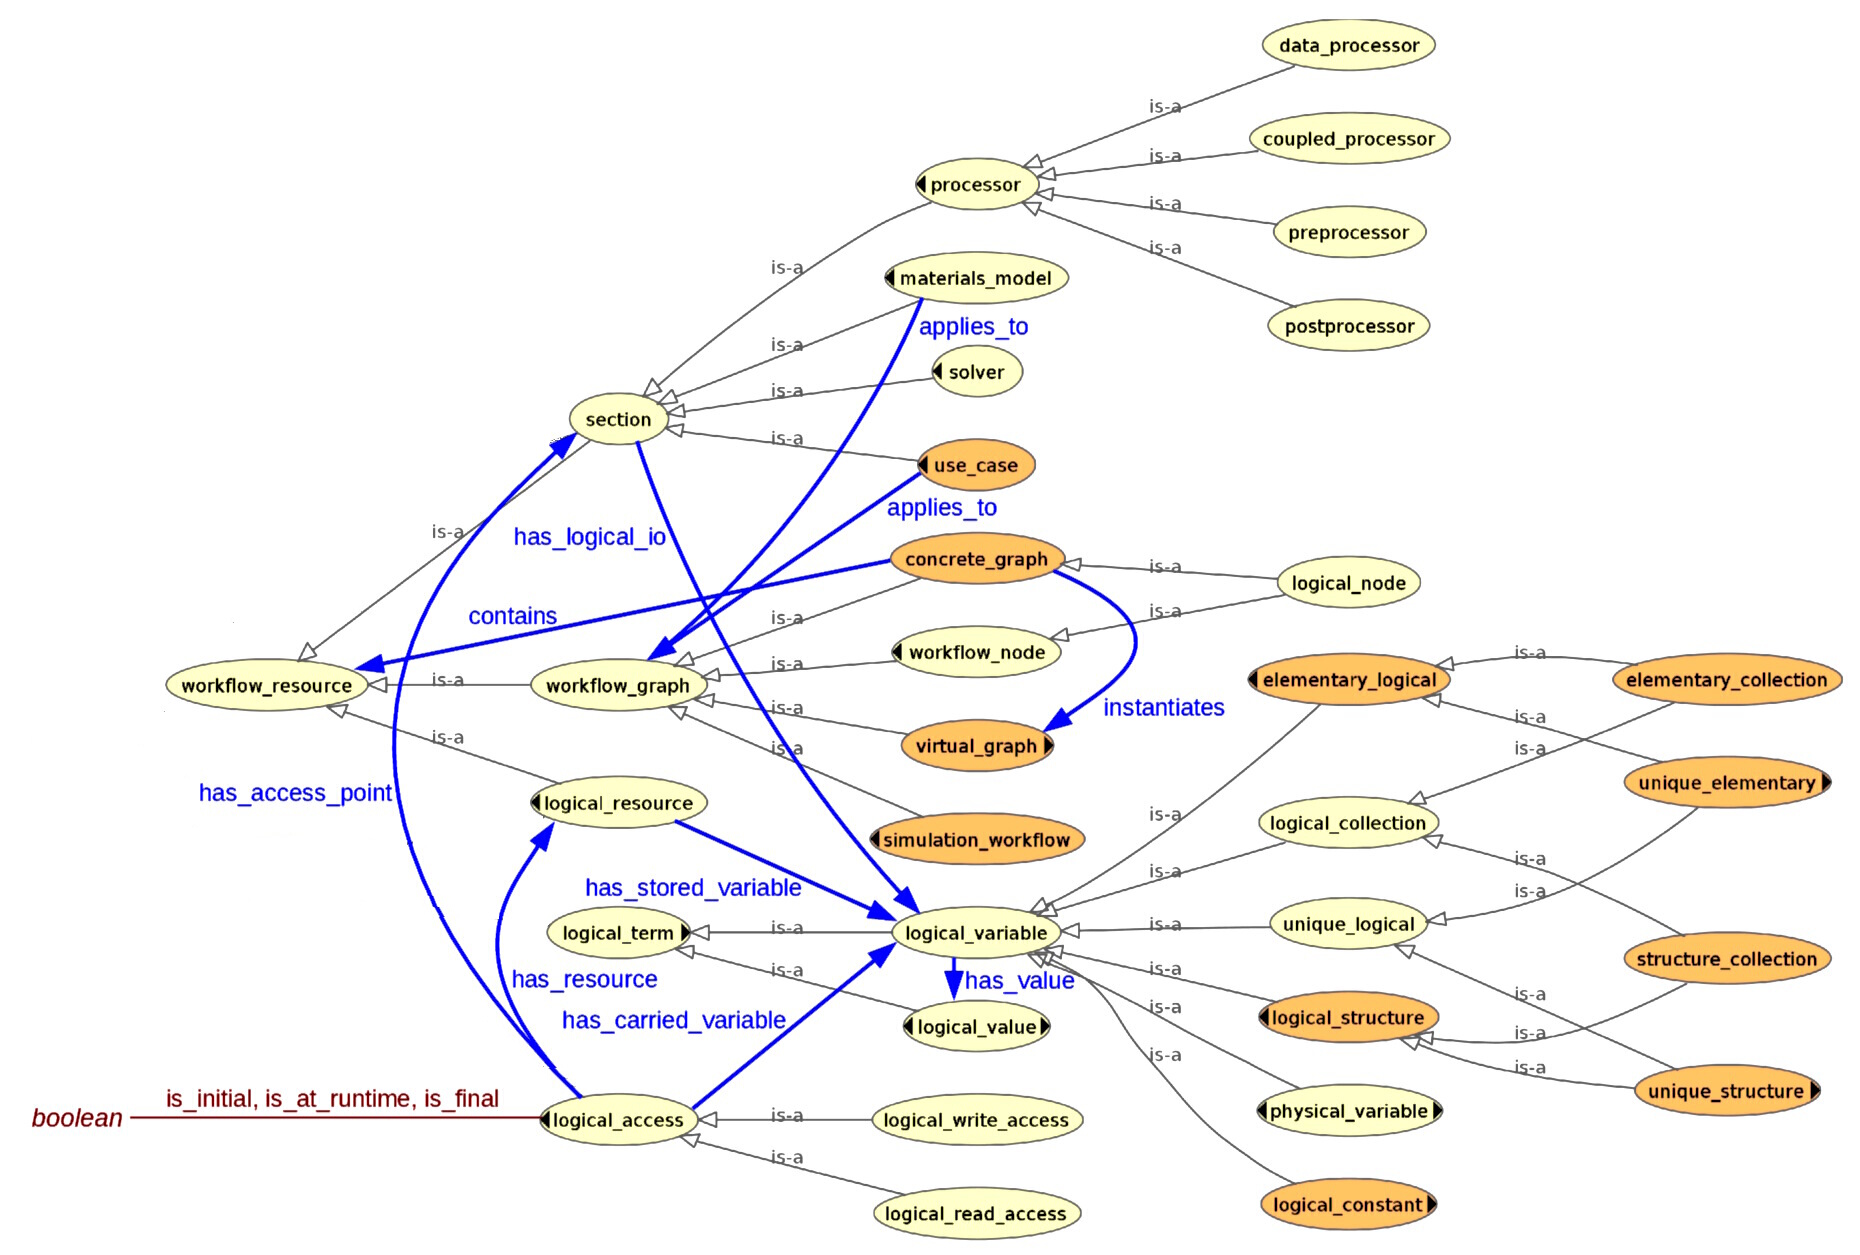 data_processor
is-a
coupled_processor
is-a
processor
is-a
preprocessor
is-a
postprocessor
is-a
materials_model
applies_to
is-a
solver
is-a
section
is-a
use_case
applies_to
is-a
has_logical_io
concrete_graph
is-a
logical_node
contains
is-a
is-a
workflow_node
is-a
elementary_logical
is-a
elementary_collection
workflow_resource
is-a
workflow_graph
is-a
instantiates
is-a
is-a
virtual_graph
is-a
is-a
unique_elementary
has_access_point
logical_resource
is-a
logical_collection
simulation_workflow
is-a
is-a
has_stored_variable
is-a
logical_term
is-a
logical_variable
is-a
unique_logical
is-a
is-a
structure_collection
has_resource
has_value
is-a
has_carried_variable
logical_value
is-a
logical_structure
is-a
is-a
is-a
unique_structure
boolean
is_initial, is_at_runtime, is_final
logical_access
is-a
logical_write_access
physical_variable
is-a
logical_read_access
logical_constant